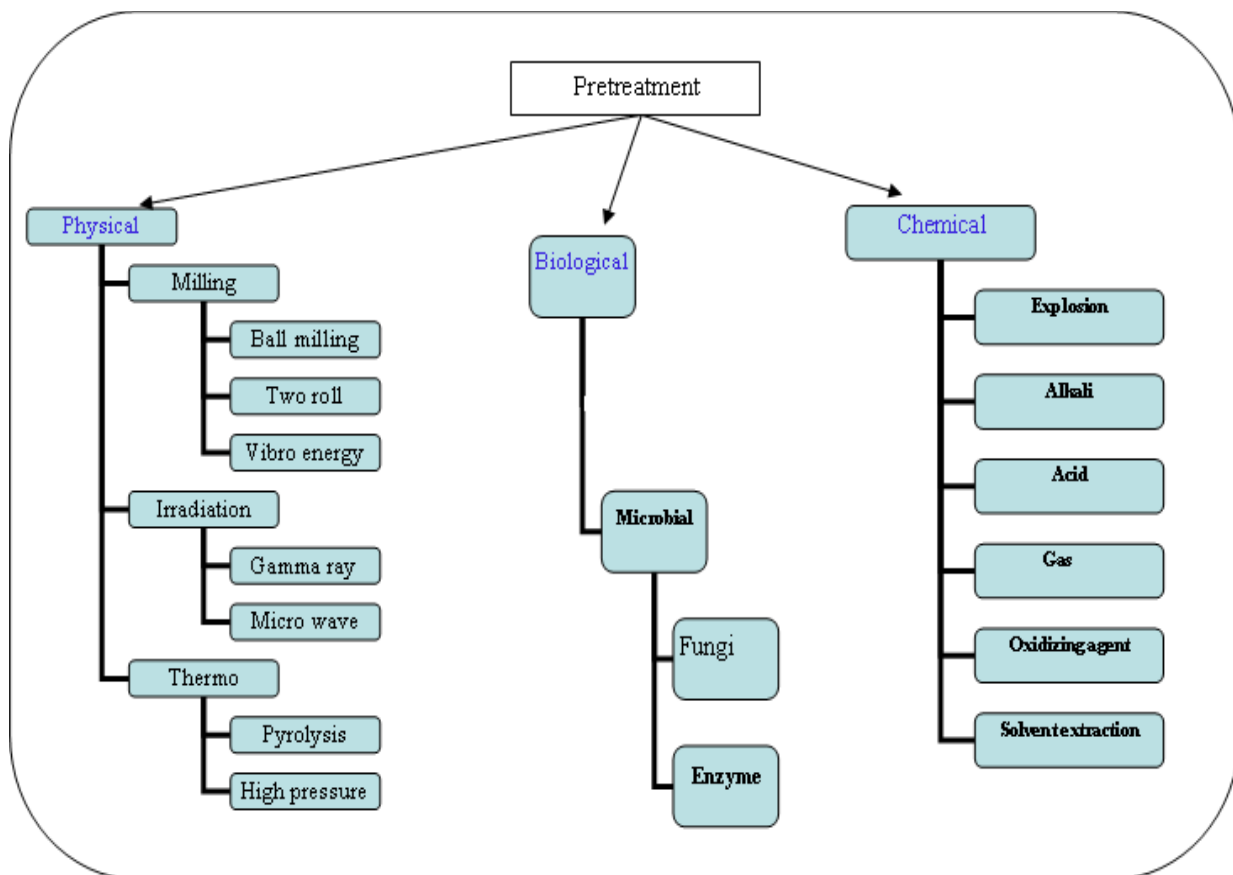 Pretreatment
Physical
Milling
Ball milling
Two roll
Vibro energy
Irradiation
Gamma ray
Micro wave
Thermo
Pyrolysis
High pressure
Biological
Microbial
Fungi
Enzyme
Chemical
Explosion
Alkali
Acid
Gas
Oxidizing agent
Solvent extraction